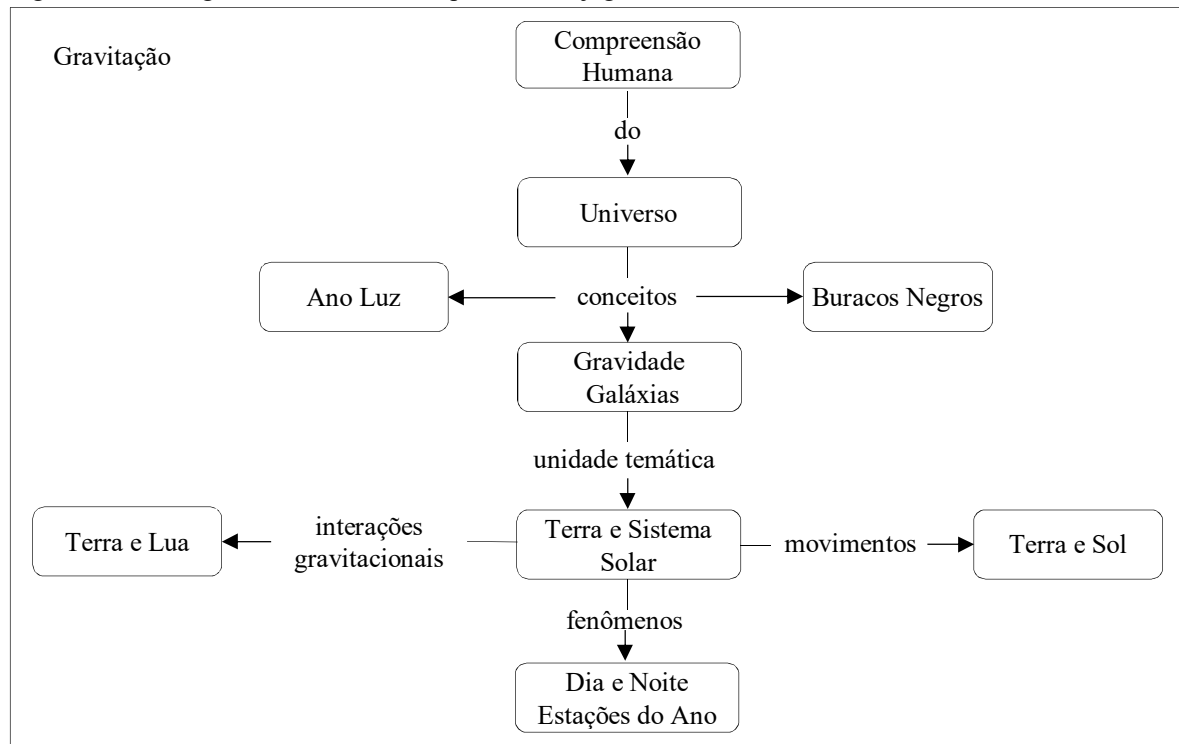 Gravitação
Compreensão
Humana
do
Universo
Ano Luz
conceitos
Buracos Negros
Gravidade
Galáxias
unidade temática
Terra e Lua
interações
gravitacionais
Terra e Sistema
Solar
movimentos
Terra e Sol
fenômenos
Dia e Noite
Estações do Ano